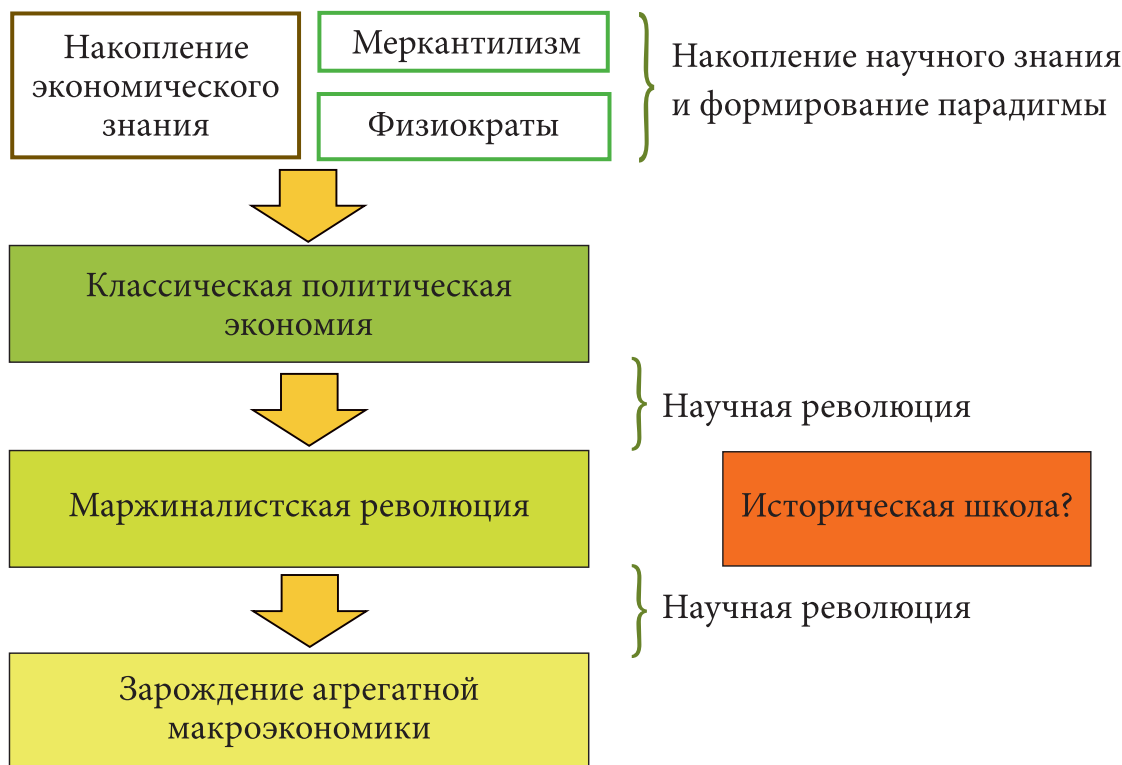 Накопление
экономического
знания
Меркантилизм
Физиократы
Накопление научного знания
и формирование парадигмы
Классическая политическая
экономия
Научная революция
Маржиналистская революция
Историческая школа?
Научная революция
Зарождение агрегатной
макроэкономики